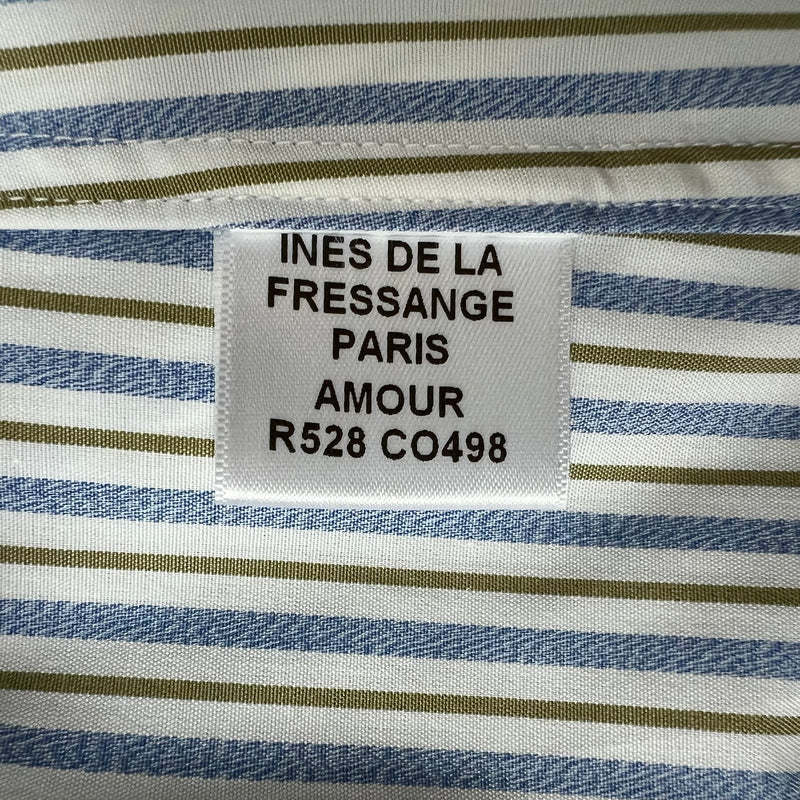 INES DE LA
FRESSANGE
PARIS
AMOUR
R528 CO498